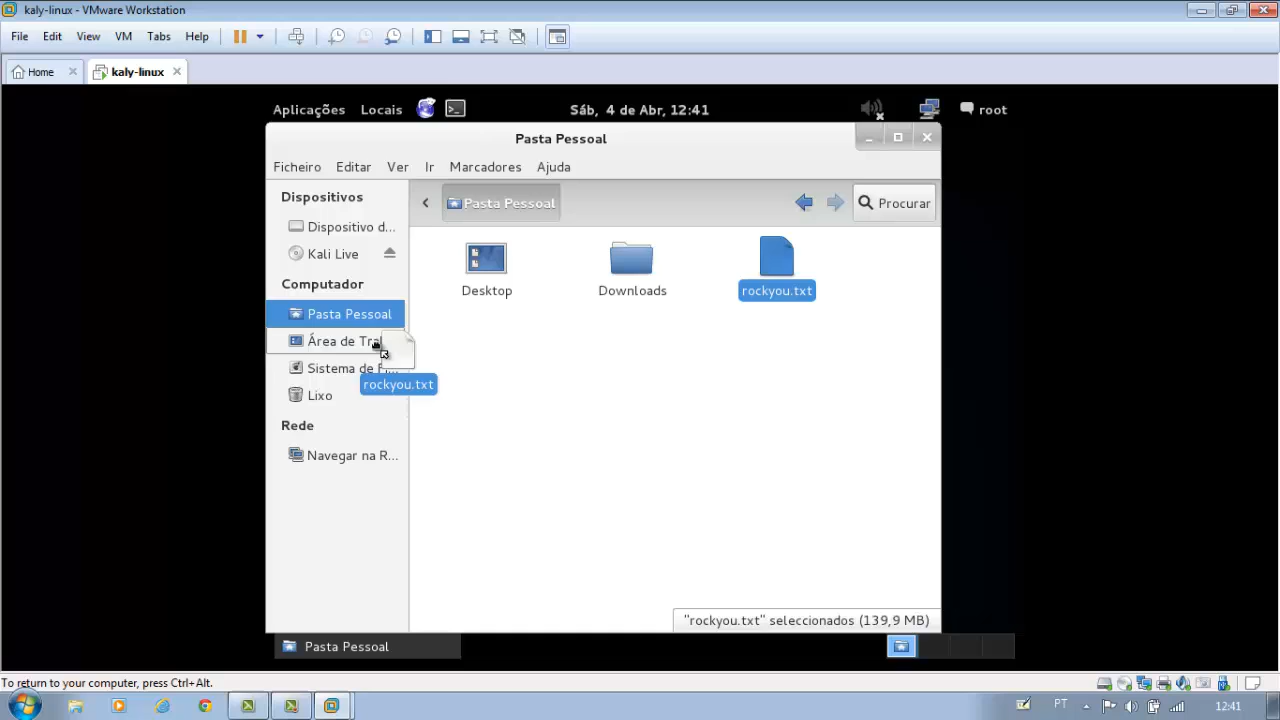 kaly-linux - VMware Workstation
File Edit View VM Tabs Help
Home kaly-linux
Aplicações Locais Sáb, 4 de Abr, 12:41 root
Pasta Pessoal
Ficheiro Editar Ver Ir Marcadores Ajuda
Dispositivos
Dispositivo d...
Kali Live
Computador
Pasta Pessoal
Área de
Sistema de
Lixo
Rede
Navegar na R...
Pasta Pessoal Procurar
Desktop Downloads rockyou.txt
rockyou.txt
"rockyou.txt" seleccionados (139,9 MB)
Pasta Pessoal
To return to your computer, press Ctrl+Alt.
PT 12:41